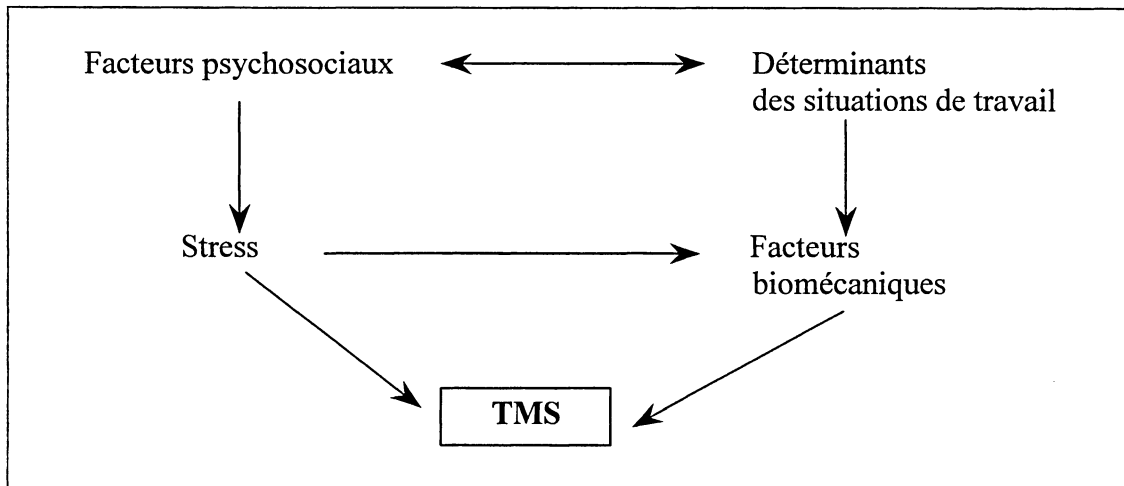 Facteurs psychosociaux
Déterminants
des situations de travail
Stress
Facteurs
biomécaniques
TMS